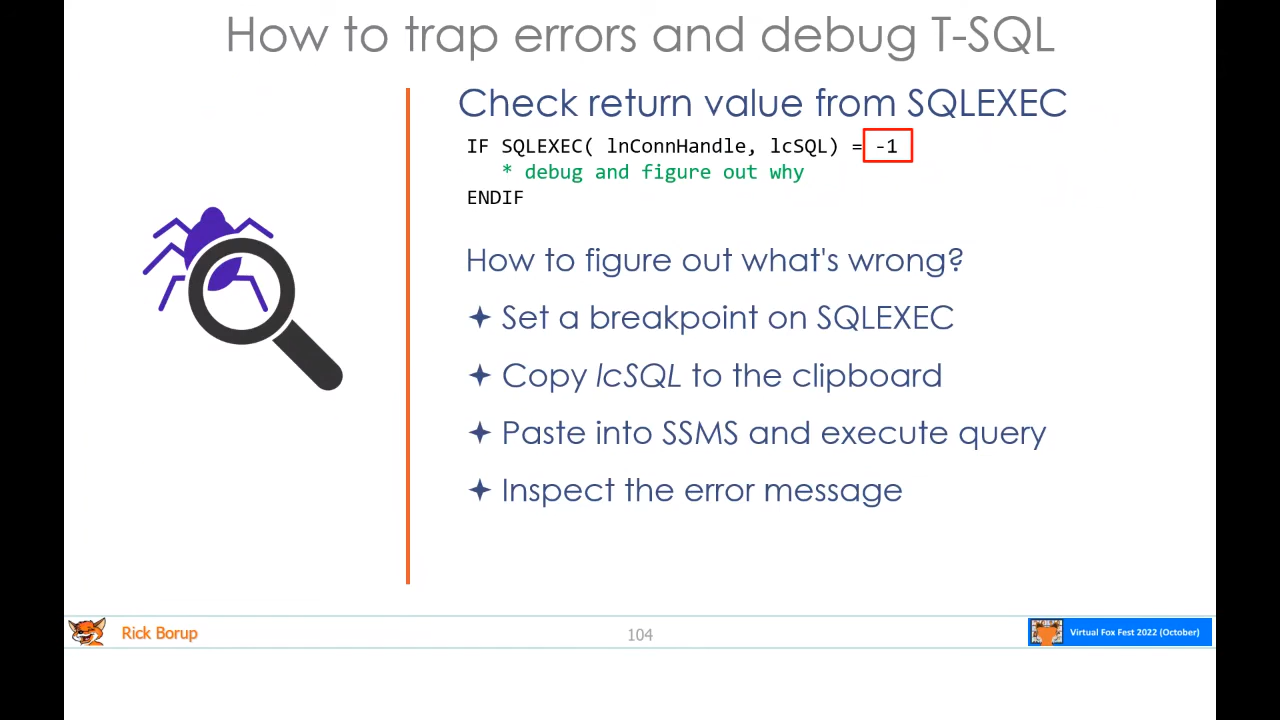 How to trap errors and debug T-SQL
Check return value from SQLEXEC
IF SQLEXEC( lnConnHandle, lcSQL) = -1
* debug and figure out why
ENDIF
How to figure out what's wrong?
Set a breakpoint on SQLEXEC
Copy lcSQL to the clipboard
Paste into SSMS and execute query
Inspect the error message
Rick Borup
104
Virtual Fox Fest 2022 (October)